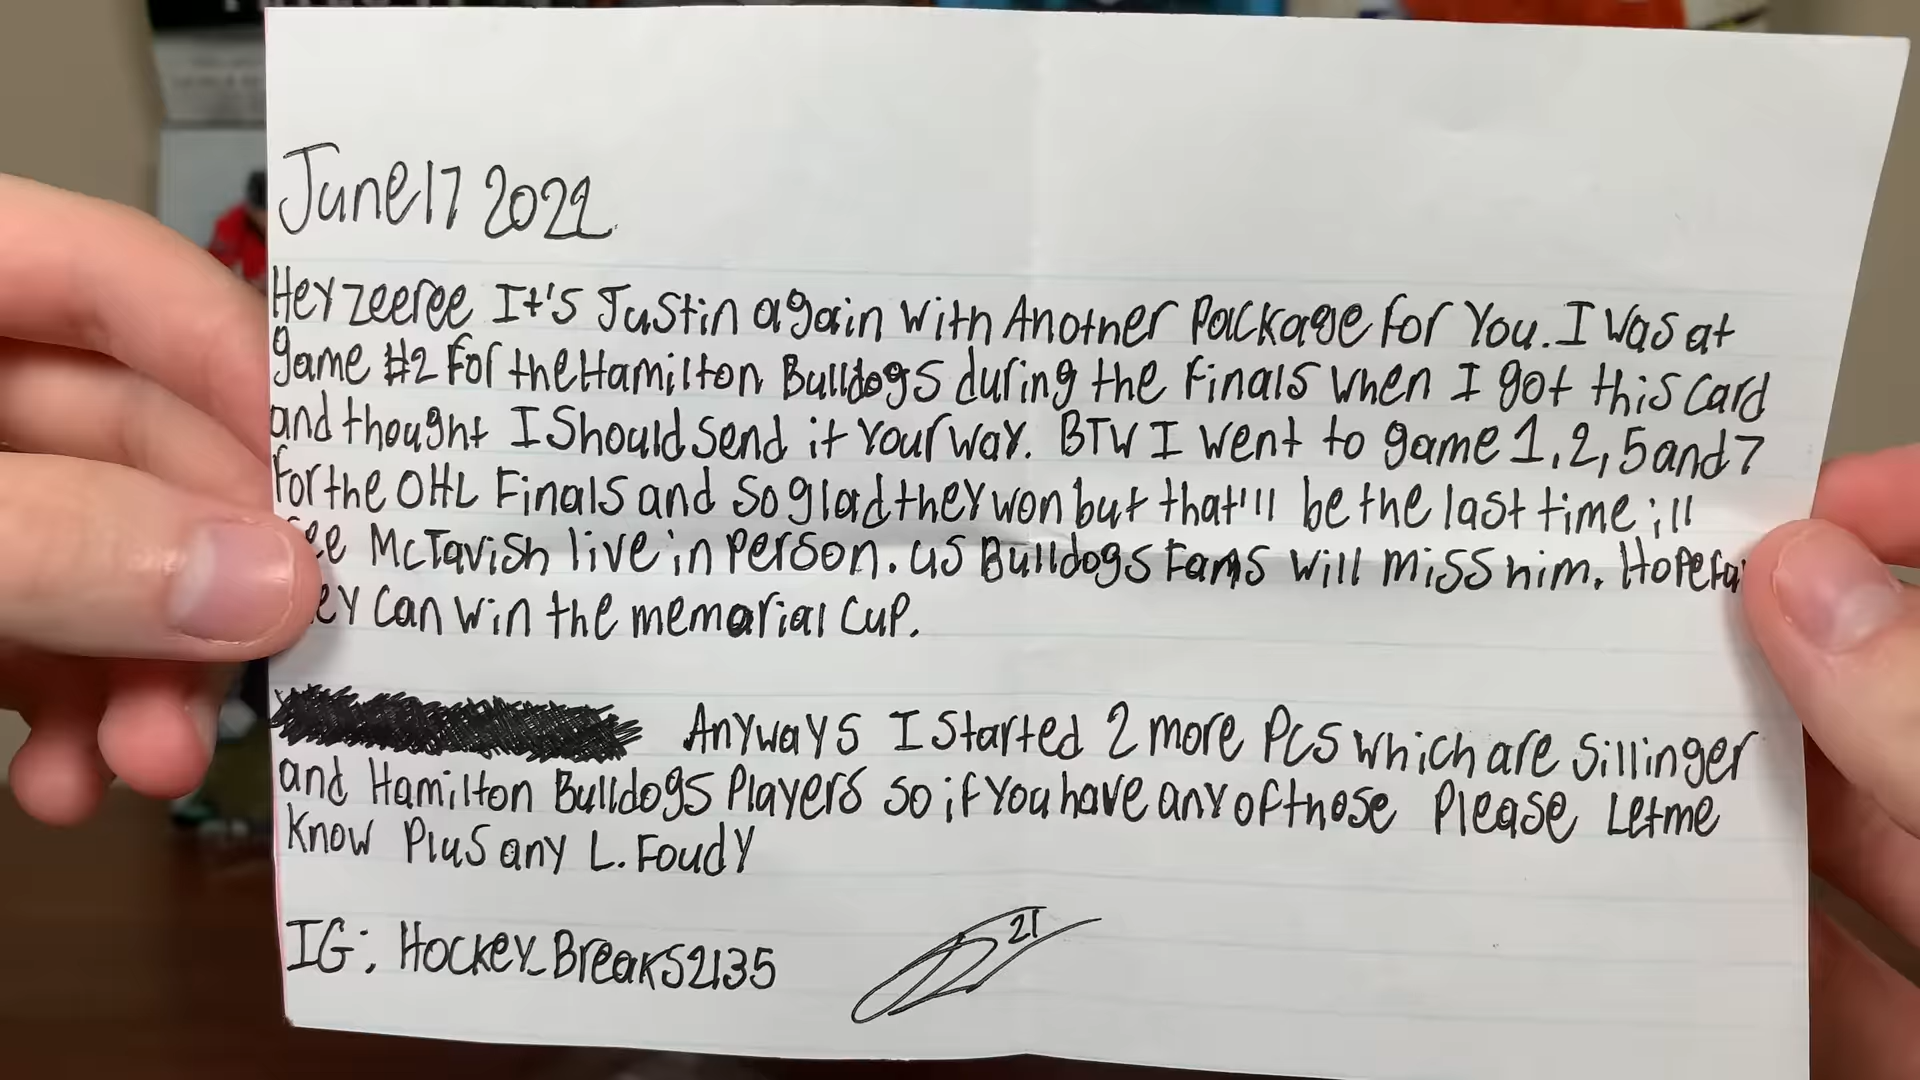 June 17 2022
Hey zeeree It's Justin again with Another Package for You. I was at
game #2 for the Hamilton Bulldogs during the finals when I got this card
and thought I should send it your way. BTW I went to game 1, 2, 5 and 7
for the OHL Finals and so glad they won but that'll be the last time ill
McTavish live in person. us Bulldogs Fans will miss him.
can win the memorial cup.
Anyways I started 2 more PCs which are Sillinger
and Hamilton Bulldogs Players so if you have any of those Please Let me
know Plus any L. Foudy
IG: Hockey_Breaks2135
21